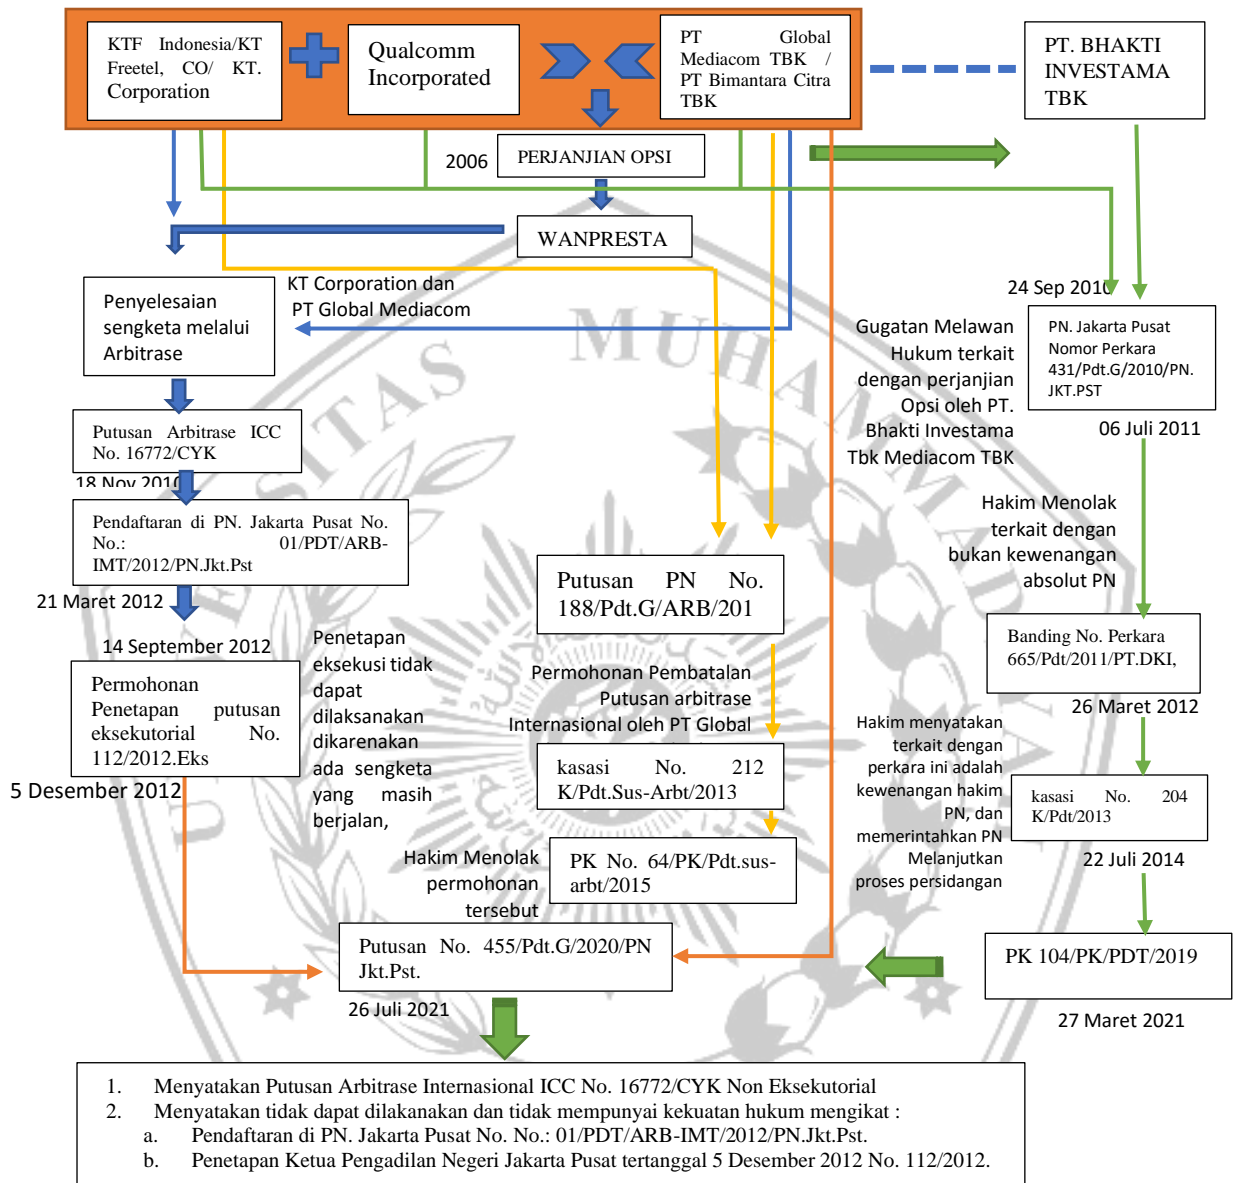 KTF Indonesia/KT
Freetel, CO/ KT.
Corporation
Qualcomm
Incorporated
PT Global
Mediacom TBK /
PT Bimantara Citra
TBK
PT. BHAKTI
INVESTAMA
TBK
2006
PERJANJIAN OPSI
WANPRESTA
Penyelesaian
sengketa melalui
Arbitrase
KT Corporation dan
PT Global Mediacom
24 Sep 2010
Gugatan Melawan
Hukum terkait
dengan perjanjian
Opsi oleh PT.
Bhakti Investama
Tbk Mediacom TBK
PN. Jakarta Pusat
Nomor Perkara
431/Pdt.G/2010/PN.
JKT.PST
06 Juli 2011
Putusan Arbitrase ICC
No. 16772/CYK
18 Nov 2010
Pendaftaran di PN. Jakarta Pusat No.
No.: 01/PDT/ARB-
IMT/2012/PN.Jkt.Pst
21 Maret 2012
Hakim Menolak
terkait dengan
bukan kewenangan
absolut PN
Putusan PN No.
188/Pdt.G/ARB/201
14 September 2012
Permohonan
Penetapan putusan
eksekutorial No.
112/2012.Eks
5 Desember 2012
Penetapan
eksekusi tidak
dapat
dilaksanakan
dikarenakan
ada sengketa
yang masih
berjalan,
Permohonan Pembatalan
Putusan arbitrase
Internasional oleh PT Global
Banding No. Perkara
665/Pdt/2011/PT.DKI,
26 Maret 2012
kasasi No. 212
K/Pdt.Sus-Arbt/2013
Hakim menyatakan
terkait dengan
perkara ini adalah
kewenangan hakim
PN, dan
memerintahkan PN
Melanjutkan
proses persidangan
kasasi No. 204
K/Pdt/2013
22 Juli 2014
Hakim Menolak
permohonan
tersebut
PK No. 64/PK/Pdt.sus-
arbt/2015
Putusan No. 455/Pdt.G/2020/PN
Jkt.Pst.
26 Juli 2021
PK 104/PK/PDT/2019
27 Maret 2021
1. Menyatakan Putusan Arbitrase Internasional ICC No. 16772/CYK Non Eksekutorial
2. Menyatakan tidak dapat dilakanakan dan tidak mempunyai kekuatan hukum mengikat :
a. Pendaftaran di PN. Jakarta Pusat No. No.: 01/PDT/ARB-IMT/2012/PN.Jkt.Pst.
b. Penetapan Ketua Pengadilan Negeri Jakarta Pusat tertanggal 5 Desember 2012 No. 112/2012.